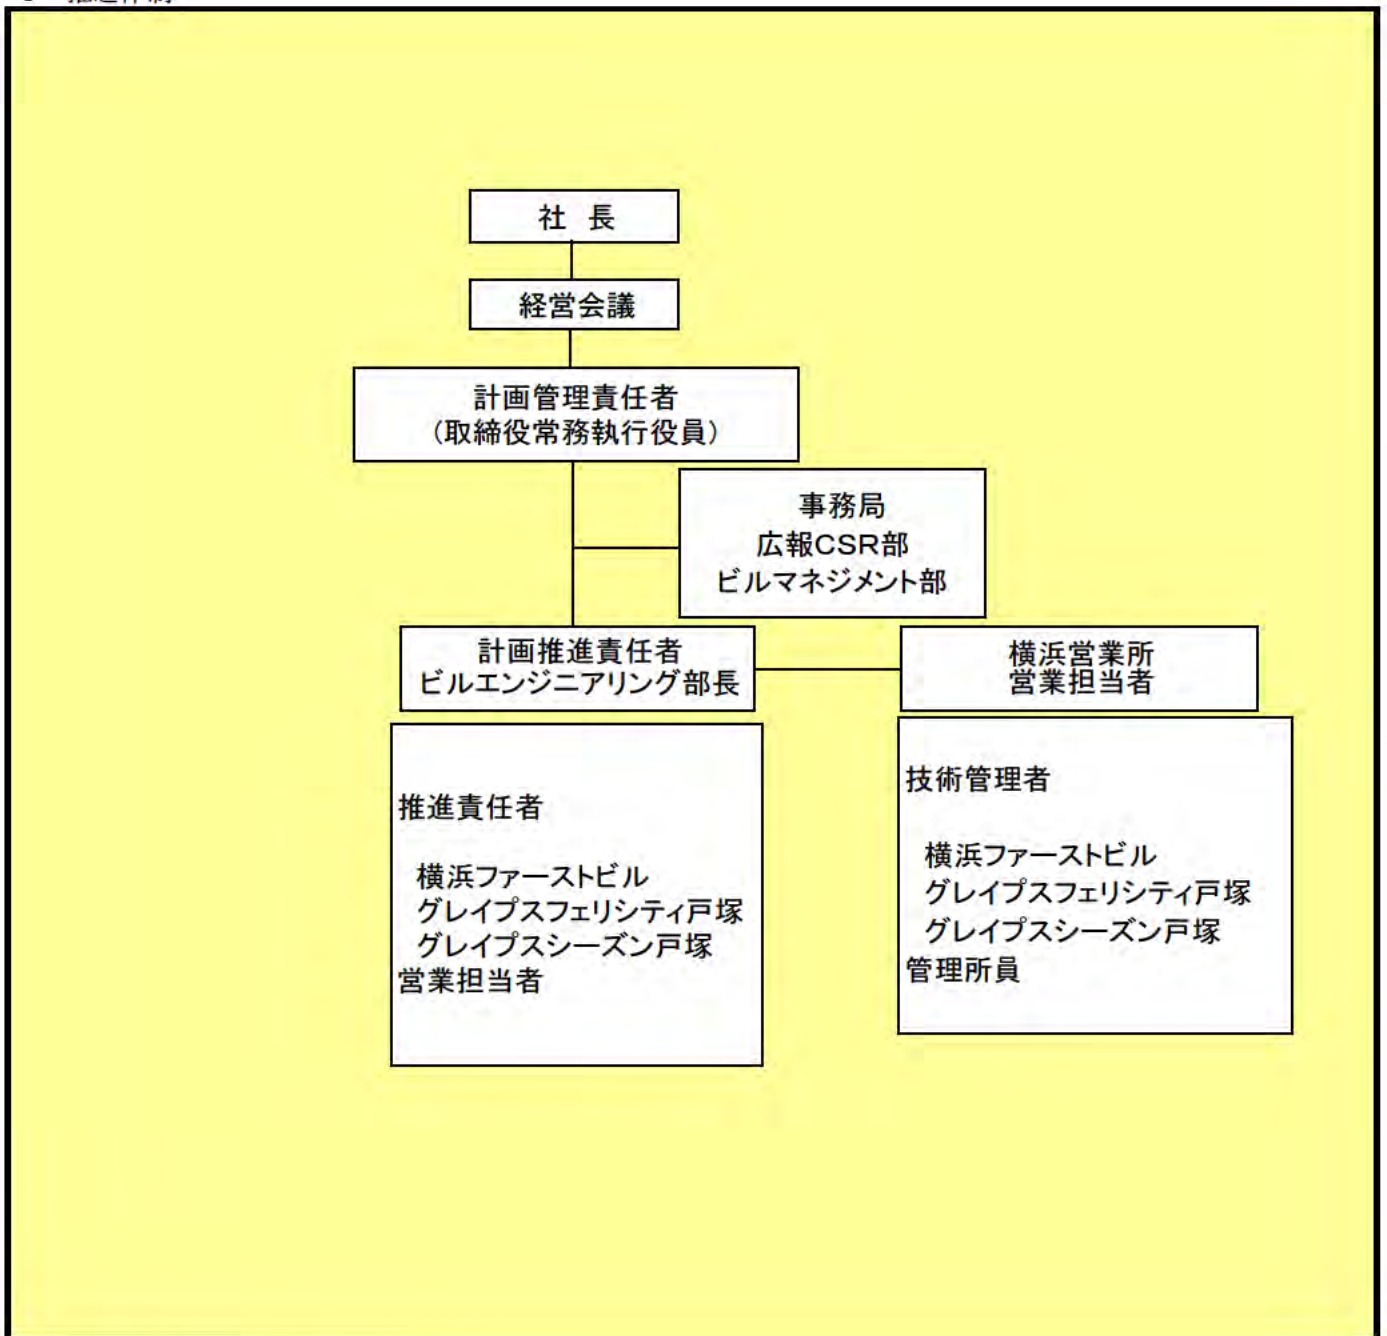 社 長
経営会議
計画管理責任者
（取締役常務執行役員）
事務局
広報CSR部
ビルマネジメント部
計画推進責任者
ビルエンジニアリング部長
横浜営業所
営業担当者
推進責任者
横浜ファーストビル
グレイプスフェリシティ戸塚
グレイプスシーズン戸塚
営業担当者
技術管理者
横浜ファーストビル
グレイプスフェリシティ戸塚
グレイプスシーズン戸塚
管理所員